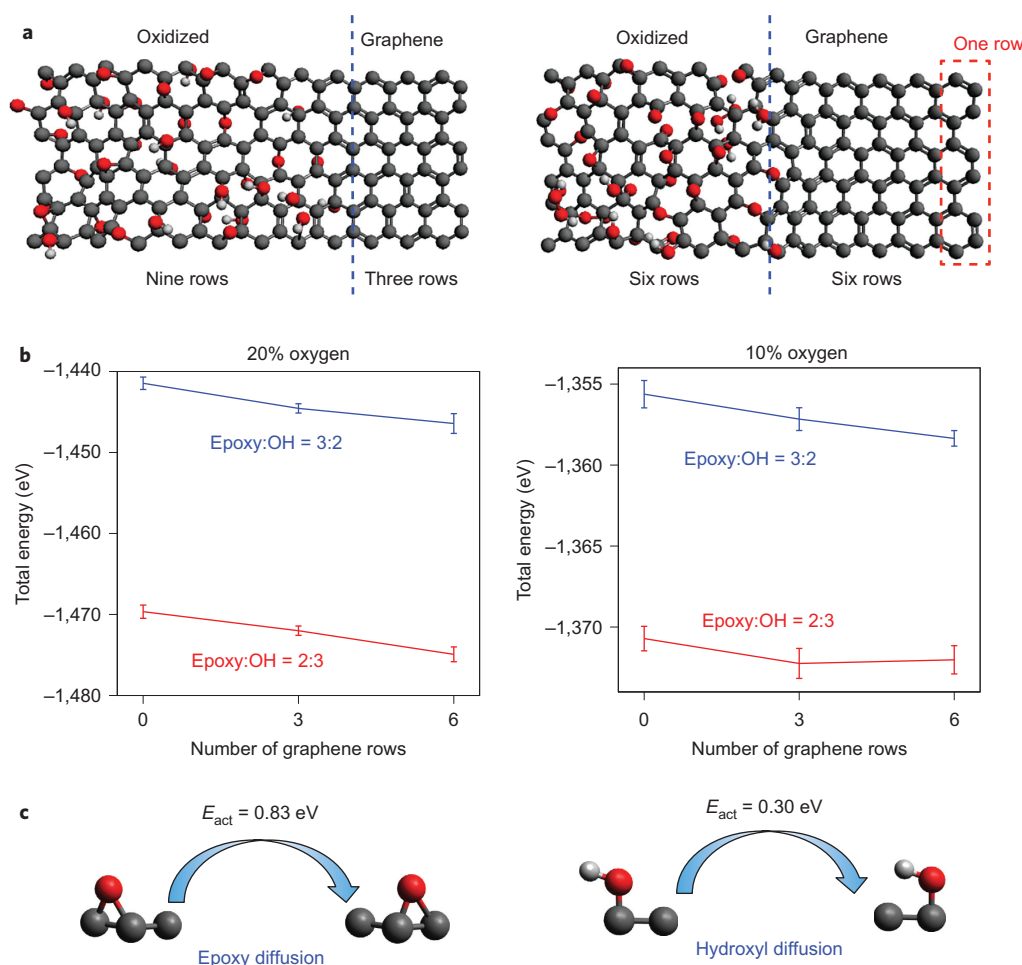 a
Oxidized
Graphene
Oxidized
Graphene
One row
Nine rows
Three rows
Six rows
Six rows
b
20% oxygen
10% oxygen
–1,440
–1,450
–1,460
–1,470
–1,480
Total energy (eV)
Epoxy:OH = 3:2
Epoxy:OH = 2:3
0
3
6
Number of graphene rows
–1,355
–1,360
–1,365
–1,370
Total energy (eV)
Epoxy:OH = 3:2
Epoxy:OH = 2:3
0
3
6
Number of graphene rows
c
Eact = 0.83 eV
Eact = 0.30 eV
Epoxy diffusion
Hydroxyl diffusion